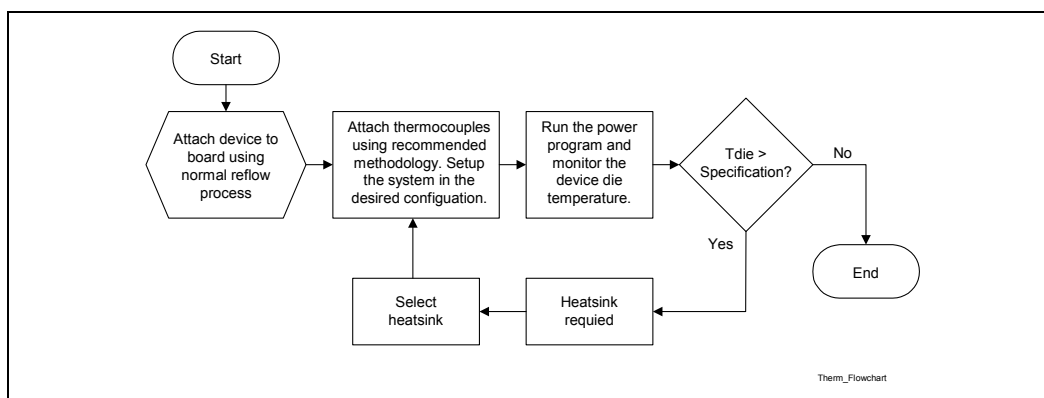 Start
Attach device to
board using
normal reflow
process
Attach thermocouples
using recommended
methodology. Setup
the system in the
desired configuation.
Run the power
program and
monitor the
device die
temperature.
Tdie >
Specification?
No
Yes
End
Heatsink
requied
Select
heatsink
Therm_Flowchart